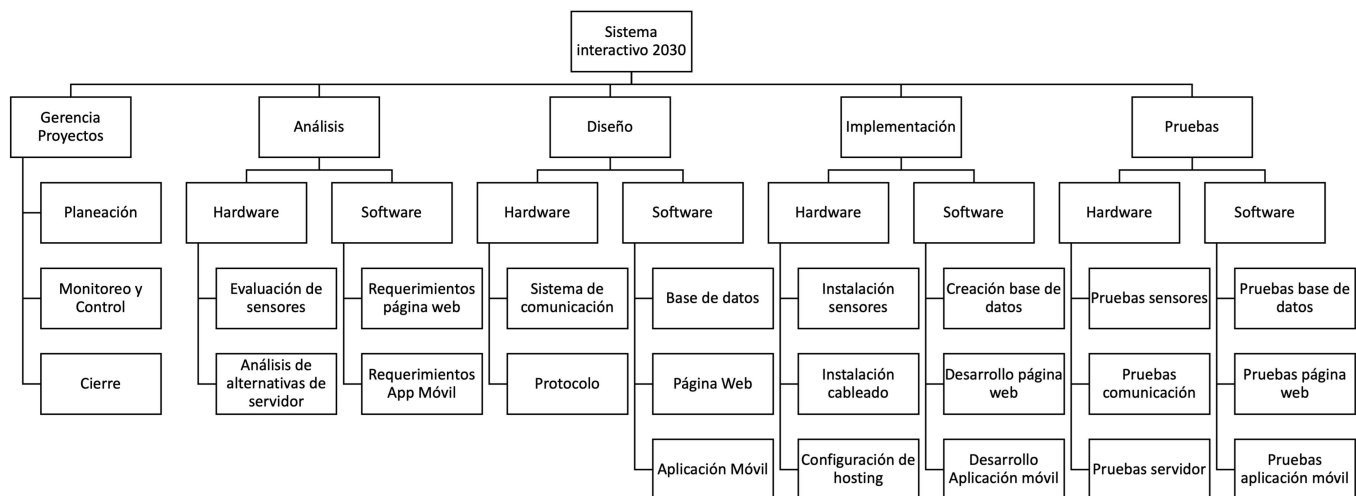 Sistema
interactivo 2030
Gerencia
Proyectos
Análisis
Diseño
Implementación
Pruebas
Planeación
Hardware
Software
Hardware
Software
Hardware
Software
Hardware
Software
Monitoreo y
Control
Evaluación de
sensores
Requerimientos
página web
Sistema de
comunicación
Base de datos
Instalación
sensores
Creación base de
datos
Pruebas sensores
Pruebas base de
datos
Cierre
Análisis de
alternativas de
servidor
Requerimientos
App Móvil
Protocolo
Página Web
Instalación
cableado
Desarrollo página
web
Pruebas
comunicación
Pruebas página
web
Aplicación Móvil
Configuración de
hosting
Desarrollo
Aplicación móvil
Pruebas servidor
Pruebas
aplicación móvil